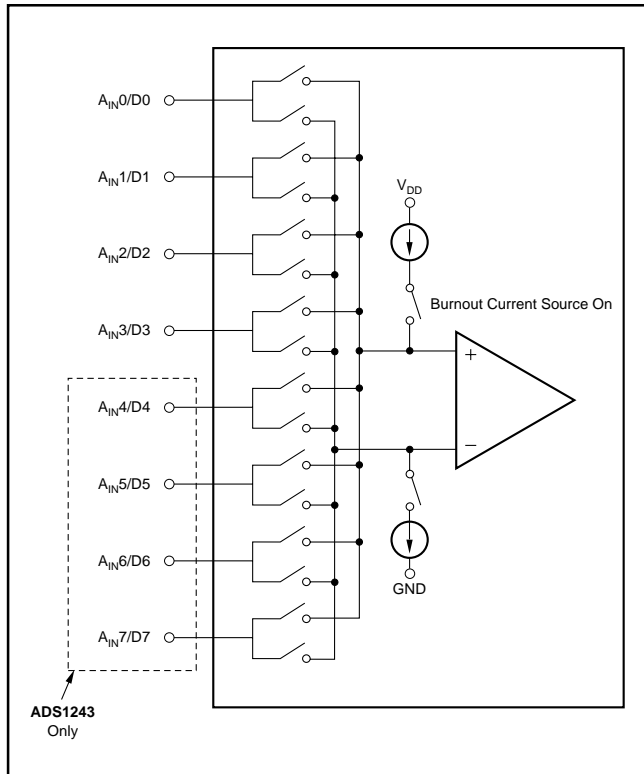 A_IN0/D0
A_IN1/D1
V_DD
A_IN2/D2
Burnout Current Source On
A_IN3/D3
+
A_IN4/D4
−
A_IN5/D5
A_IN6/D6
GND
A_IN7/D7
ADS1243
Only